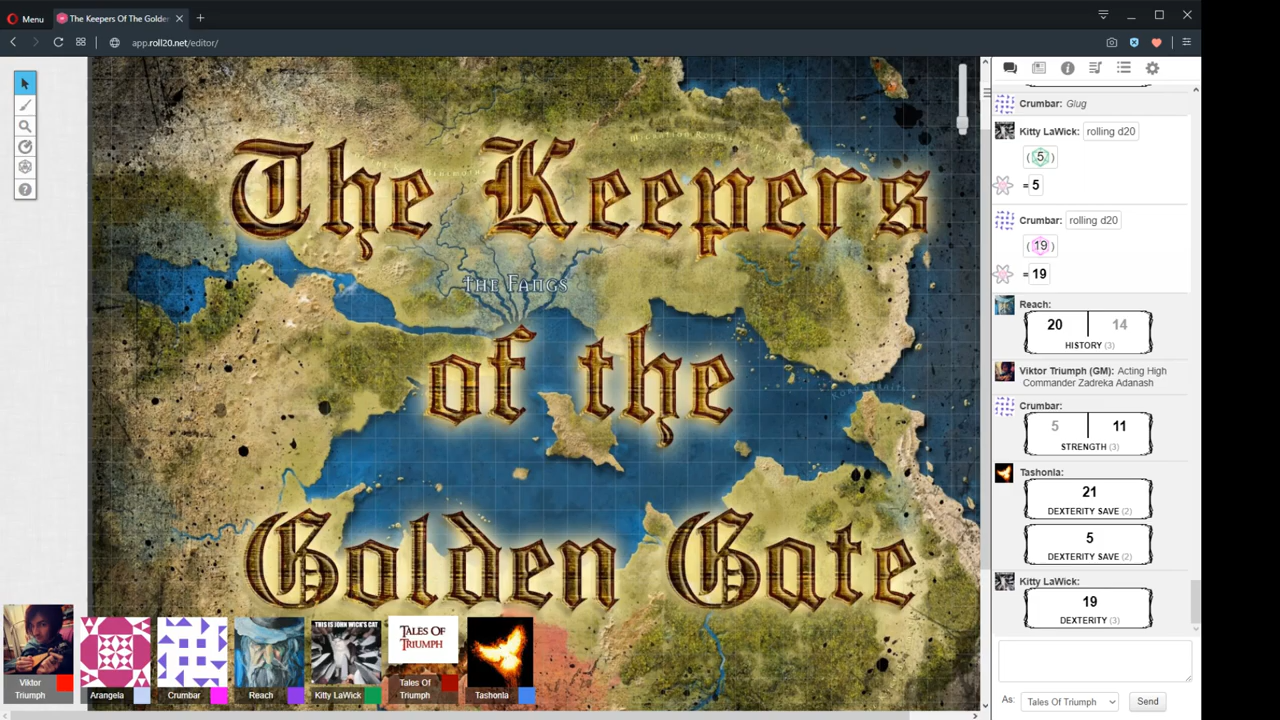 Menu
The Keepers Of The Golder
app.roll20.net/editor/
The Keepers
The Fangs
of the
Golden Gate
Viktor
Triumph
Arangela
Crumbar
Reach
THIS IS JOHN WICK'S CAT
Kitty LaWick
TALES OF
TRIUMPH
Tales Of
Triumph
Tashonla
Crumbar: Glug
Kitty LaWick: rolling d20
(5)
=5
Crumbar: rolling d20
(19)
=19
Reach:
20 14
HISTORY (3)
Viktor Triumph (GM): Acting High
Commander Zadreka Adanash
Crumbar:
5 11
STRENGTH (3)
Tashonla:
21
DEXTERITY SAVE (2)
5
DEXTERITY SAVE (2)
Kitty LaWick:
19
DEXTERITY (3)
As: Tales Of Triumph Send